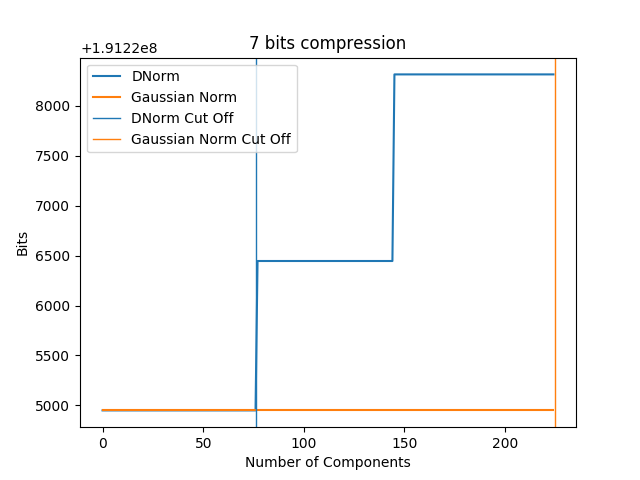 7 bits compression
+1.9122e8
DNorm
Gaussian Norm
DNorm Cut Off
Gaussian Norm Cut Off
8000
7500
7000
6500
6000
5500
5000
Bits
0 50 100 150 200
Number of Components